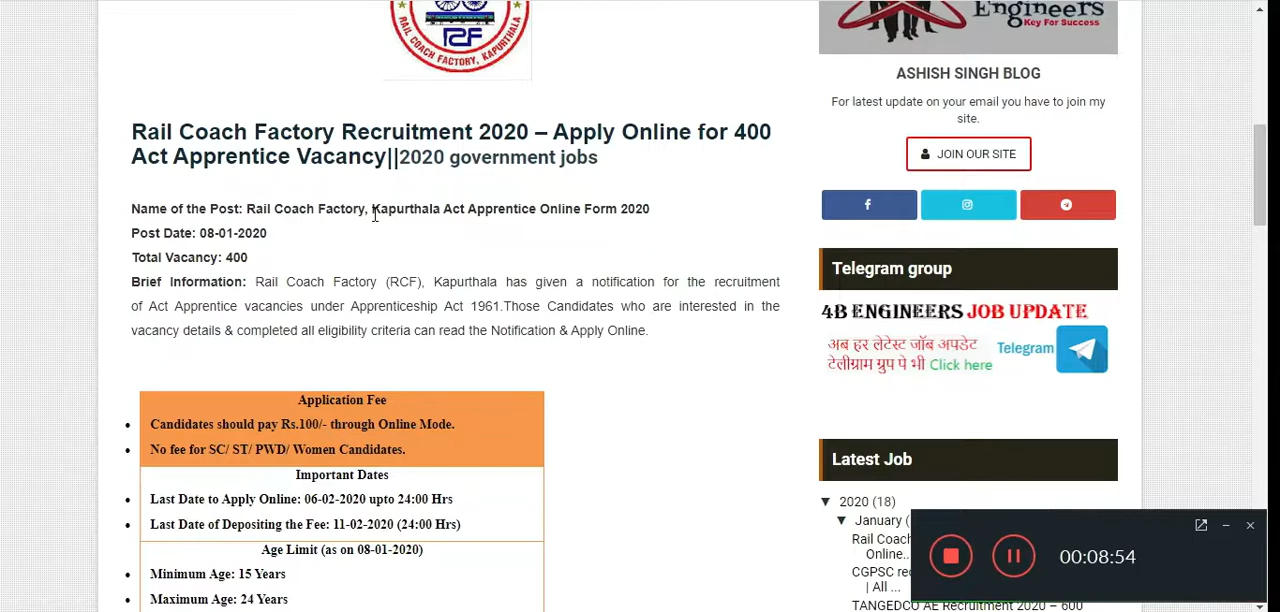 RAIL COACH FACTORY, KAPURTHALA
RCF
Rail Coach Factory Recruitment 2020 – Apply Online for 400
Act Apprentice Vacancy||2020 government jobs
Name of the Post: Rail Coach Factory, Kapurthala Act Apprentice Online Form 2020
Post Date: 08-01-2020
Total Vacancy: 400
Brief Information: Rail Coach Factory (RCF), Kapurthala has given a notification for the recruitment
of Act Apprentice vacancies under Apprenticeship Act 1961.Those Candidates who are interested in the
vacancy details & completed all eligibility criteria can read the Notification & Apply Online.
Application Fee
• Candidates should pay Rs.100/- through Online Mode.
• No fee for SC/ ST/ PWD/ Women Candidates.
Important Dates
• Last Date to Apply Online: 06-02-2020 upto 24:00 Hrs
• Last Date of Depositing the Fee: 11-02-2020 (24:00 Hrs)
Age Limit (as on 08-01-2020)
• Minimum Age: 15 Years
• Maximum Age: 24 Years
Engineers
Key For Success
ASHISH SINGH BLOG
For latest update on your email you have to join my
site.
JOIN OUR SITE
Telegram group
4B ENGINEERS JOB UPDATE
अब हर लेटेस्ट जॉब अपडेट
टेलीग्राम ग्रुप पे भी Click here
Telegram
Latest Job
▼ 2020 (18)
▼ January (
Rail Coach
Online..
CGPSC rec
| All ...
TANGEDCO AE Recruitment 2020 – 600
00:08:54